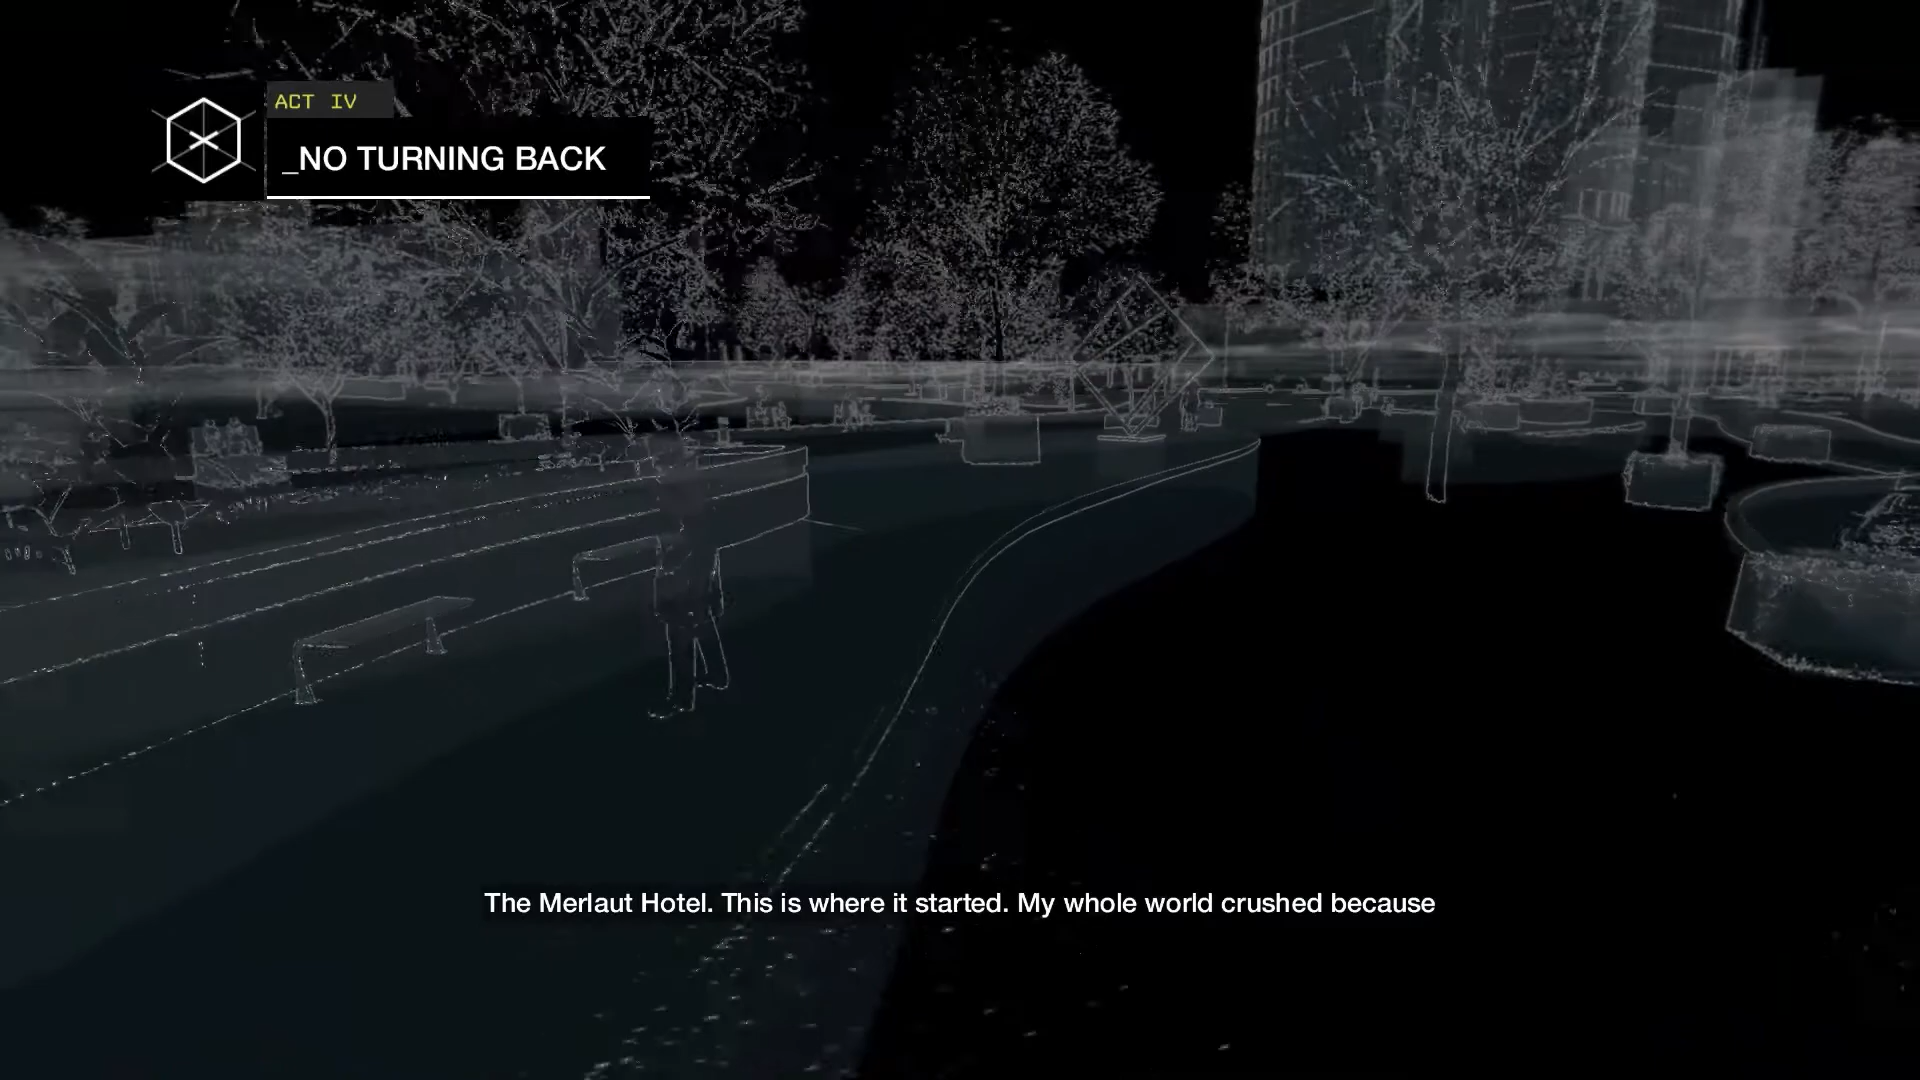 ACT IV
_NO TURNING BACK
The Merlaut Hotel. This is where it started. My whole world crushed because